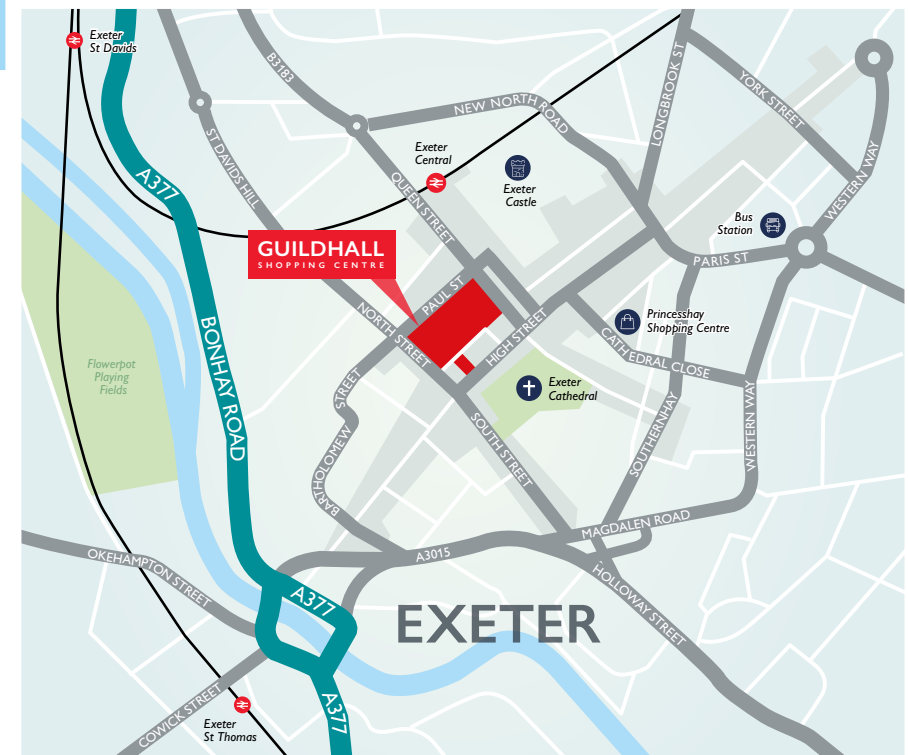 Exeter
St Davids
B3183
NEW NORTH ROAD
LONGBROOK ST
YORK STREET
ST DAVIDS HILL
Exeter
Central
A377
QUEEN STREET
Exeter
Castle
WESTERN WAY
Bus
Station
GUILDHALL
SHOPPING CENTRE
PARIS ST
PAUL ST
NORTH STREET
HIGH STREET
Princesshay
Shopping Centre
CATHEDRAL CLOSE
BONHAY ROAD
Flowerpot
Playing
Fields
Exeter
Cathedral
BARTHOLOMEW STREET
SOUTH STREET
SOUTHERNHAY
WESTERN WAY
MAGDALEN ROAD
A3015
OKEHAMPTON STREET
HOLLOWAY STREET
A377
EXETER
COWICK STREET
Exeter
St Thomas
A377